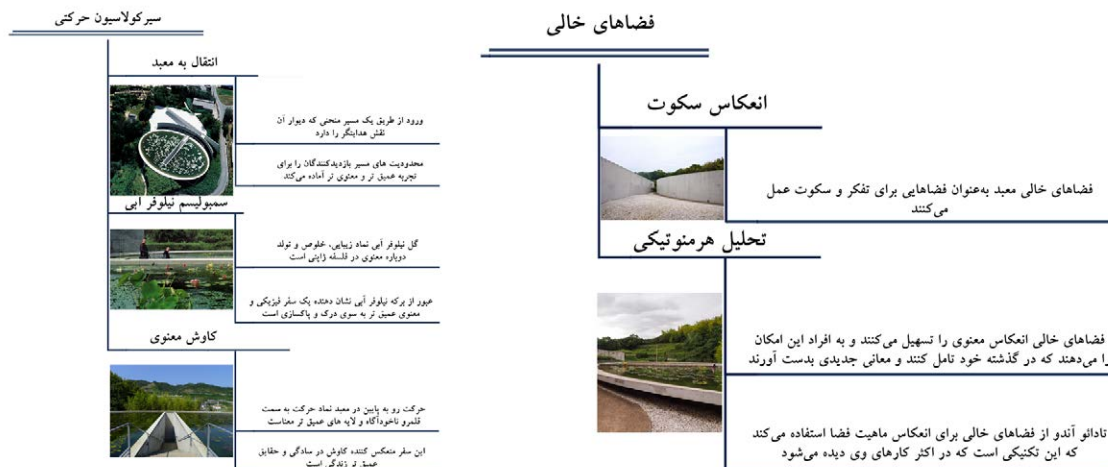 فضاهای خالی
انعکاس سکوت
فضاهای خالی معبد به‌عنوان فضاهایی برای تفکر و سکوت عمل
می‌کنند
تحلیل هرمنوتیکی
فضاهای خالی انعکاس معنوی را تسهیل می‌کنند و به افراد این امکان
را می‌دهند که در گذشته خود تامل کنند و معانی جدیدی بدست آورند
تادائو آندو از فضاهای خالی برای انعکاس ماهیت فضا استفاده می‌کند
که این تکنیکی است که در اکثر کارهای وی دیده می‌شود
سیرکولاسیون حرکتی
انتقال به معبد
ورود از طریق یک مسیر منحنی که دیوار آن
نقش هدایتگر را دارد
محدودیت های مسیر بازدیدکنندگان را برای
تجربه عمیق تر و معنوی تر آماده می‌کند
سمبولیسم نیلوفر آبی
گل نیلوفر آبی نماد زیبایی، خلوص و تولد
دوباره معنوی در فلسفه ژاپنی است
عبور از برکه نیلوفر آبی نشان دهنده یک سفر فیزیکی و
معنوی عمیق تر به سوی درک و پاکسازی است
کاوش معنوی
حرکت رو به پایین در معبد نماد حرکت به سمت
قلمرو ناخودآگاه و لایه های عمیق تر معناست
این سفر منعکس کننده کاوش در سادگی و حقایق
عمیق تر زندگی است